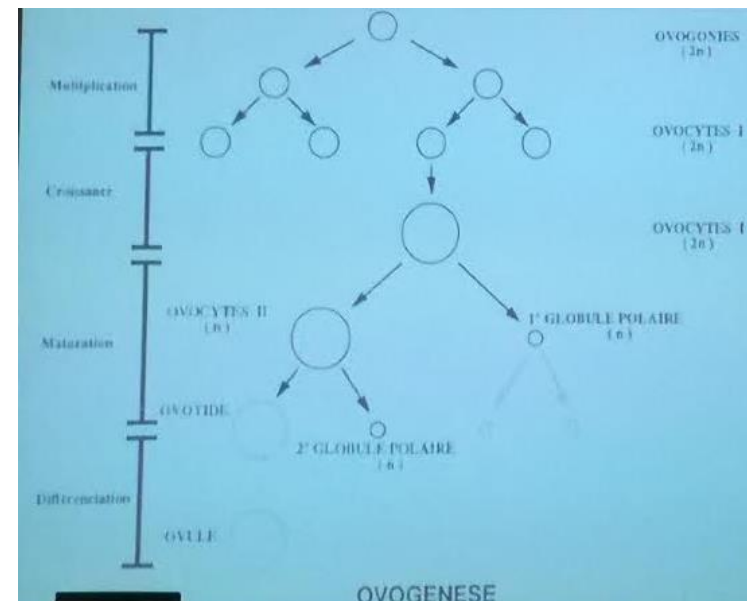 OVOGONIES
(2n)
Multiplication
OVOCYTES I
(2n)
Croissance
OVOCYTES I
(2n)
OVOCYTES II
(n)
1° GLOBULE POLAIRE
(n)
Maturation
OVOTIDE
2° GLOBULE POLAIRE
(n)
Différenciation
OVULE
OVOGENESE